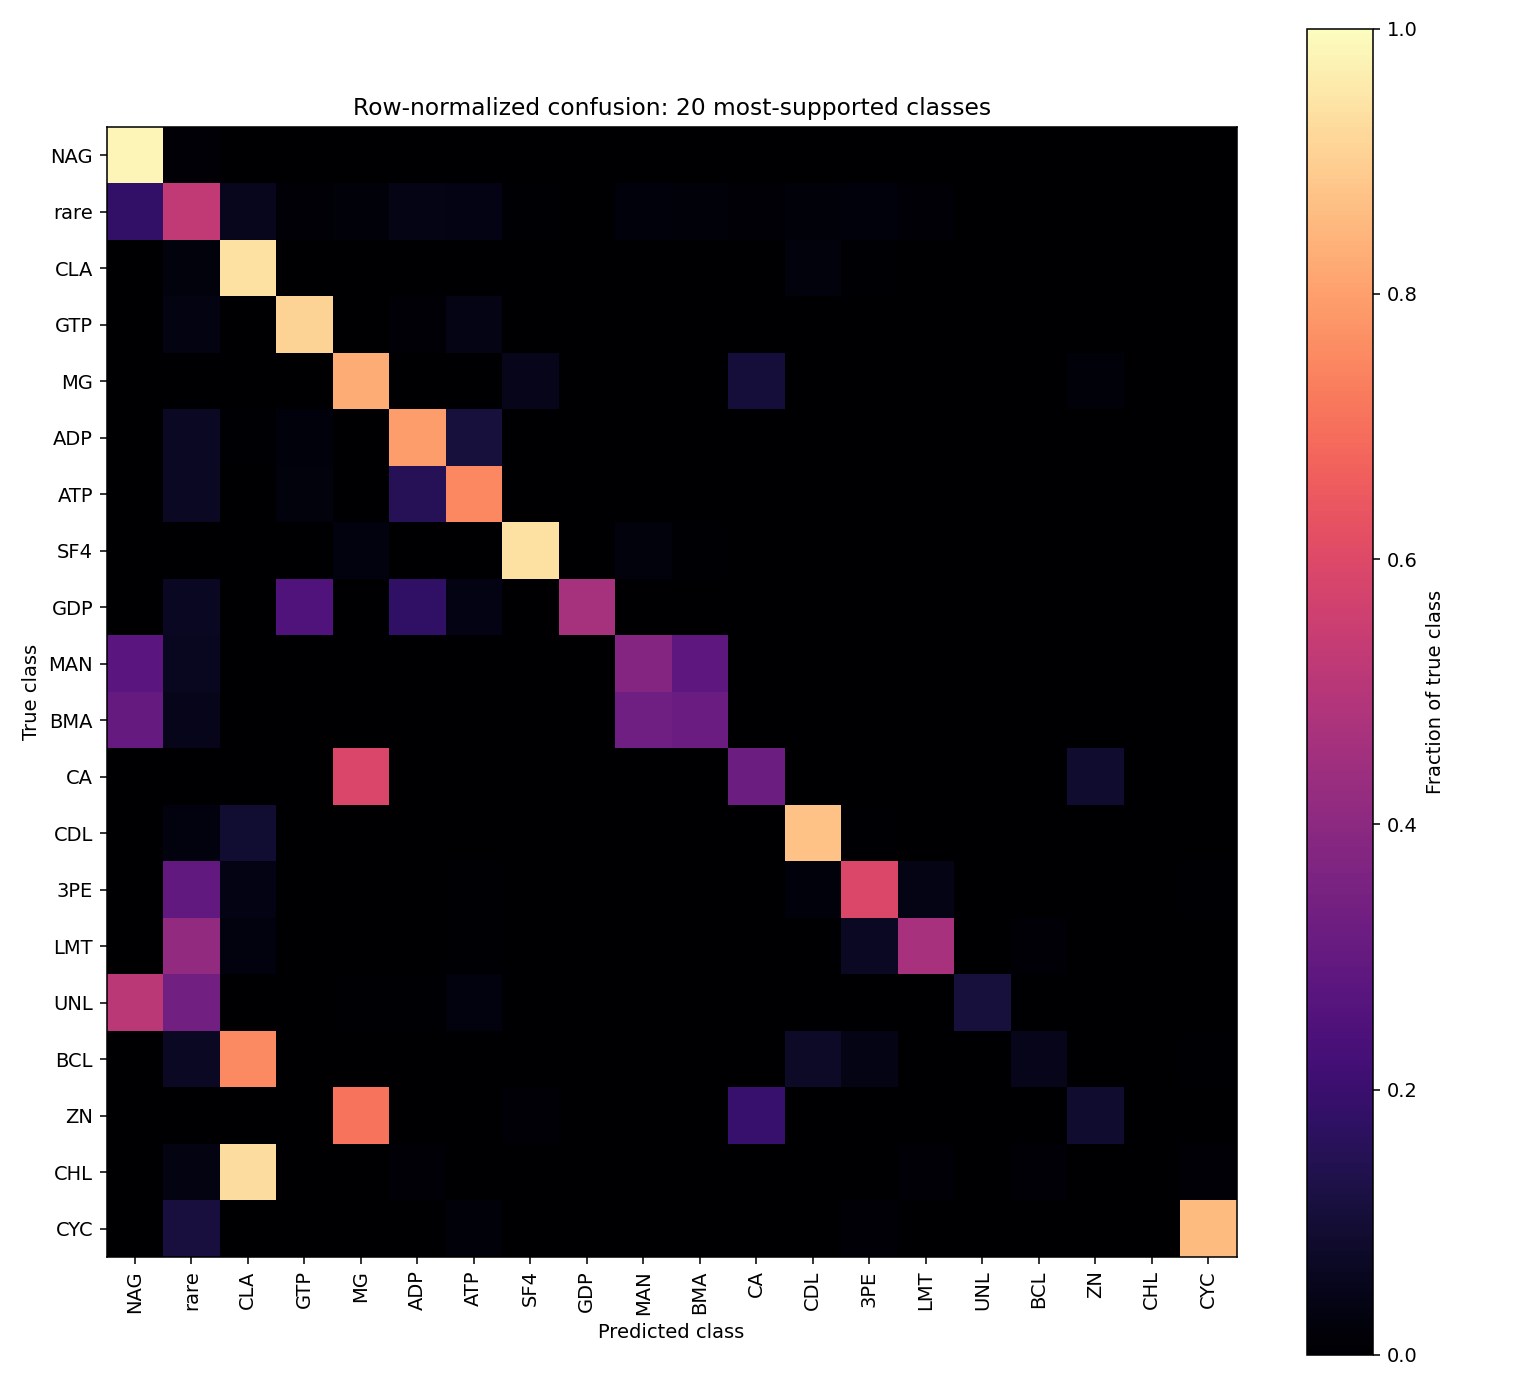 Row-normalized confusion: 20 most-supported classes
True class
NAG
rare
CLA
GTP
MG
ADP
ATP
SF4
GDP
MAN
BMA
CA
CDL
3PE
LMT
UNL
BCL
ZN
CHL
CYC
NAG rare CLA GTP MG ADP ATP SF4 GDP MAN BMA CA CDL 3PE LMT UNL BCL ZN CHL CYC
Predicted class
1.0
0.8
0.6
0.4
0.2
0.0
Fraction of true class